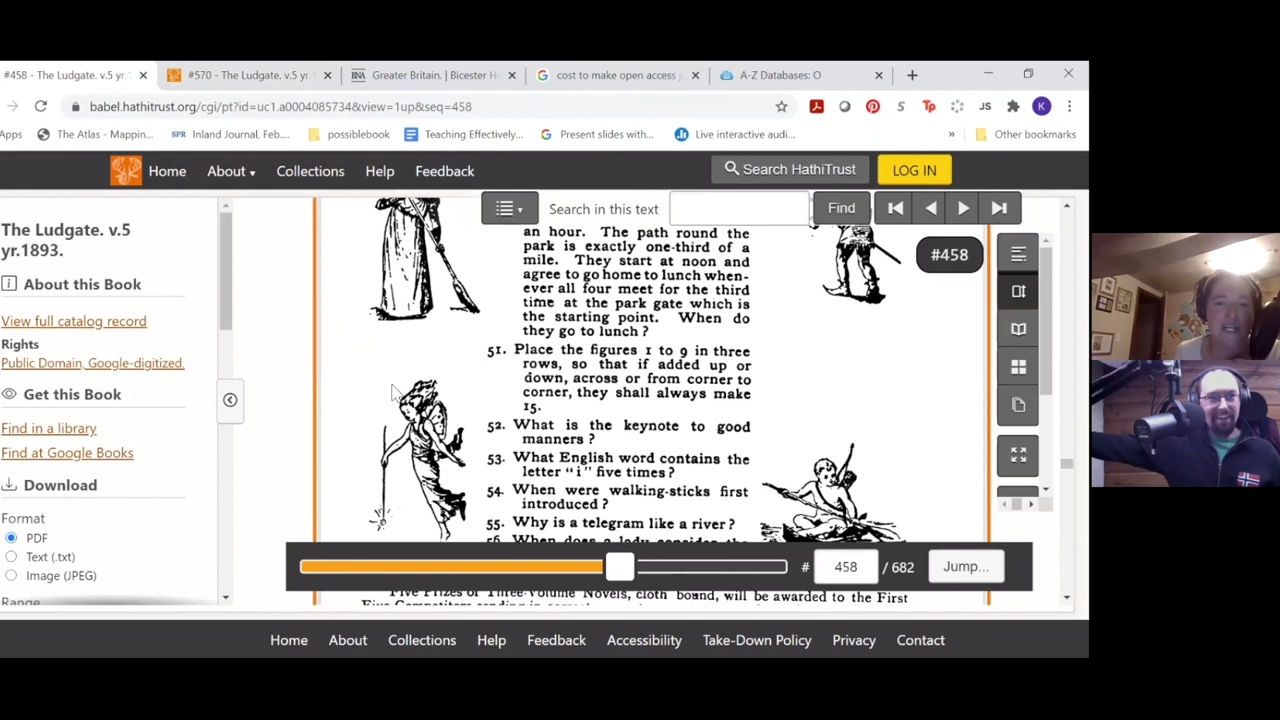 #458 - The Ludgate. v.5 yr.1
#570 - The Ludgate. v.5 yr.
BNA Greater Britain. | Bicester H
cost to make open access j
A-Z Databases: O
babel.hathitrust.org/cgi/pt?id=uc1.a0004085734&view=1up&seq=458
JS
K
Apps
The Atlas - Mappin...
SPR Inland Journal, Feb....
possiblebook
Teaching Effectively...
Present slides with...
Live interactive audi...
»
Other bookmarks
Home
About
Collections
Help
Feedback
Search HathiTrust
LOG IN
The Ludgate. v.5
yr.1893.
About this Book
View full catalog record
Rights
Public Domain, Google-digitized.
Get this Book
Find in a library
Find at Google Books
Download
Format
PDF
Text (.txt)
Image (JPEG)
Range
Search in this text
Find
#458
an hour. The path round the
park is exactly one-third of a
mile. They start at noon and
agree to go home to lunch when-
ever all four meet for the third
time at the park gate which is
the starting point. When do
they go to lunch ?
51. Place the figures 1 to 9 in three
rows, so that if added up or
down, across or from corner to
corner, they shall always make
15.
52. What is the keynote to good
manners ?
53. What English word contains the
letter "i" five times ?
54. When were walking-sticks first
introduced ?
55. Why is a telegram like a river ?
56. When does a lady consider the
# 458 / 682 Jump...
Five Prizes of Three-Volume Novels, cloth bound, will be awarded to the First
Home
About
Collections
Help
Feedback
Accessibility
Take-Down Policy
Privacy
Contact